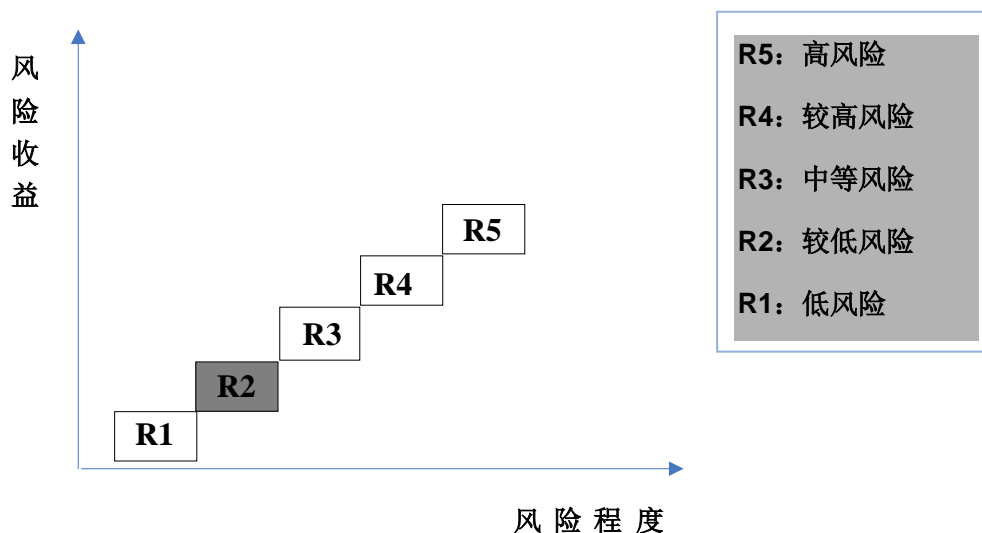 风
险
收
益
R5
R4
R3
R2
R1
风 险 程 度
R5：高风险
R4：较高风险
R3：中等风险
R2：较低风险
R1：低风险